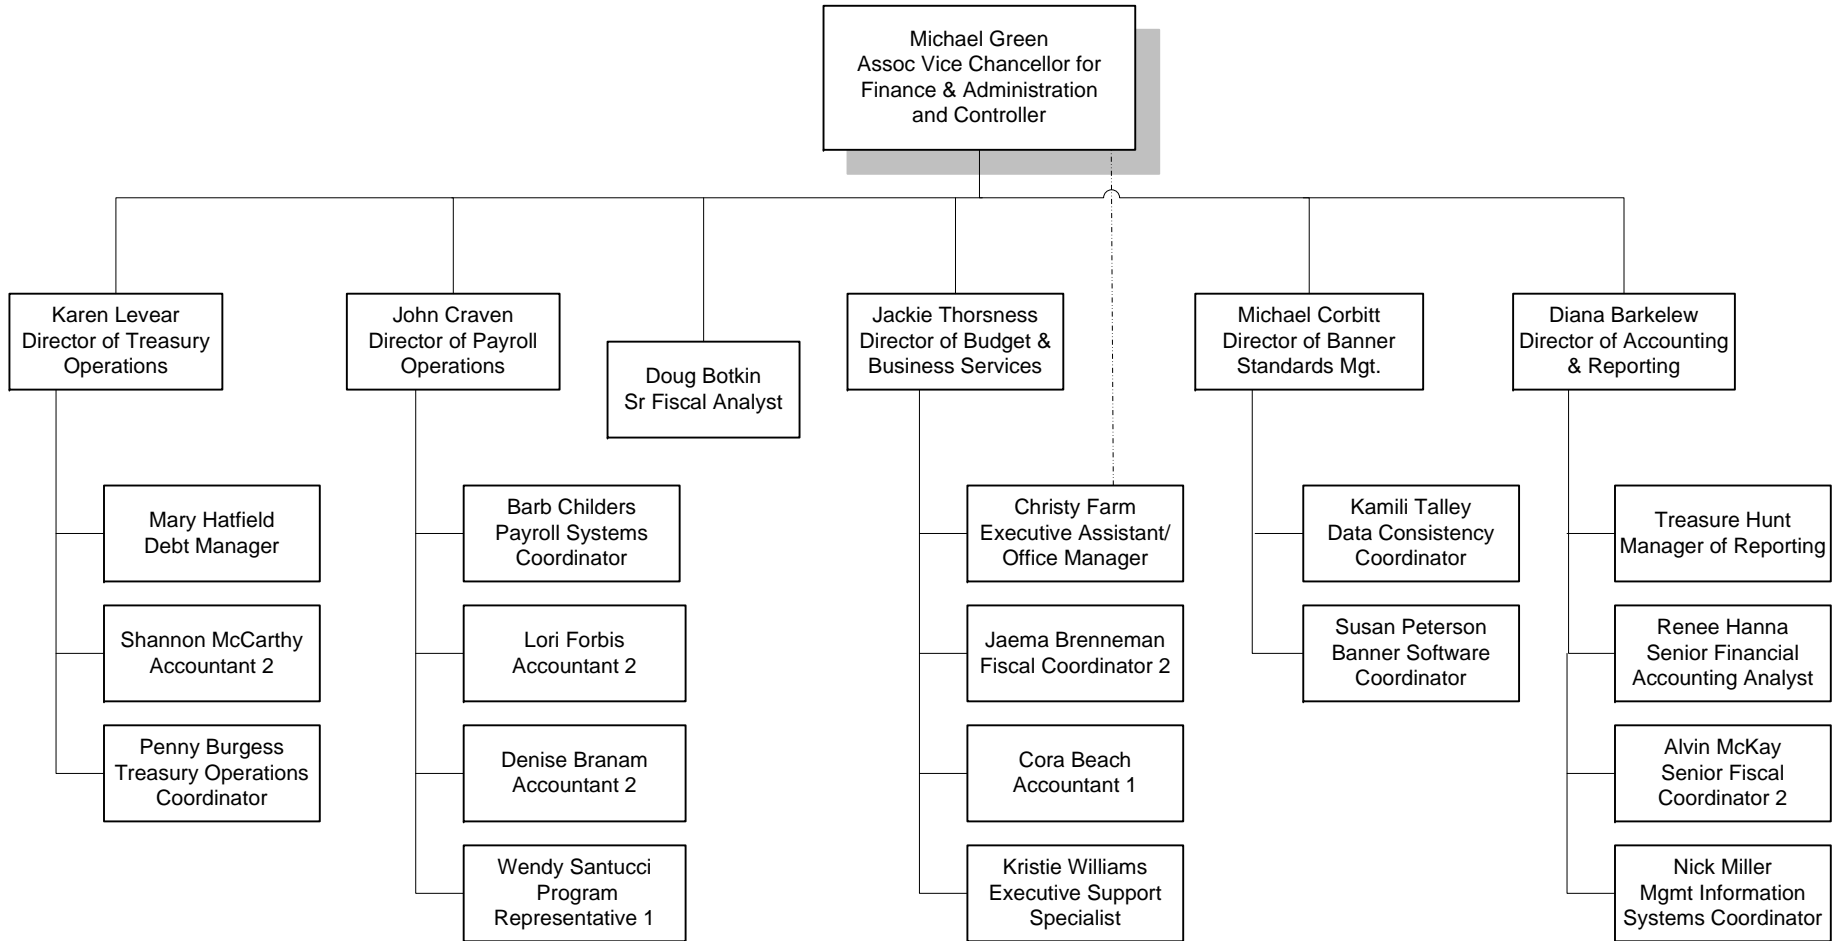 Michael Green
Assoc Vice Chancellor for
Finance & Administration
and Controller
Karen Levear
Director of Treasury
Operations
John Craven
Director of Payroll
Operations
Doug Botkin
Sr Fiscal Analyst
Jackie Thorsness
Director of Budget &
Business Services
Michael Corbitt
Director of Banner
Standards Mgt.
Diana Barkelew
Director of Accounting
& Reporting
Mary Hatfield
Debt Manager
Shannon McCarthy
Accountant 2
Penny Burgess
Treasury Operations
Coordinator
Barb Childers
Payroll Systems
Coordinator
Lori Forbis
Accountant 2
Denise Branam
Accountant 2
Wendy Santucci
Program
Representative 1
Christy Farm
Executive Assistant/
Office Manager
Jaema Brenneman
Fiscal Coordinator 2
Cora Beach
Accountant 1
Kristie Williams
Executive Support
Specialist
Kamili Talley
Data Consistency
Coordinator
Susan Peterson
Banner Software
Coordinator
Treasure Hunt
Manager of Reporting
Renee Hanna
Senior Financial
Accounting Analyst
Alvin McKay
Senior Fiscal
Coordinator 2
Nick Miller
Mgmt Information
Systems Coordinator